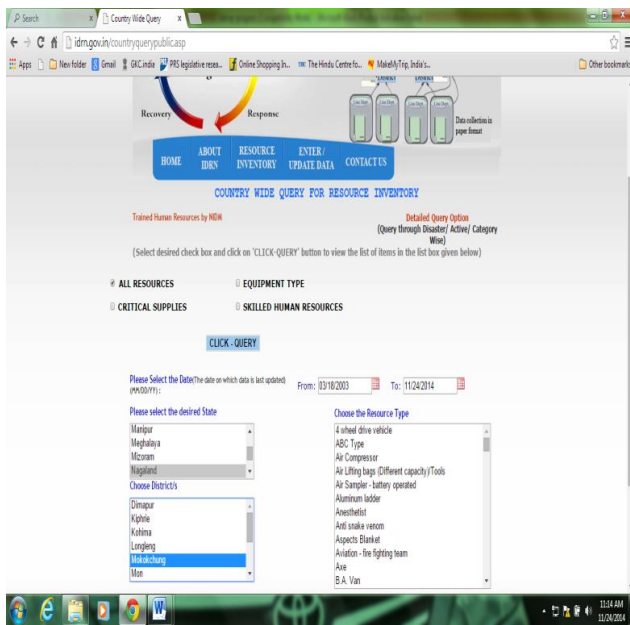 Search
Country Wide Query
idrn.gov.in/countryquerypublic.asp
Apps New folder Gmail GKC.india PRS legislative resea... Online Shopping In... The Hindu Centre fo... MakeMyTrip, India's... Other bookmarks
Recovery Response
Data collection in
paper format
HOME ABOUT IDRN RESOURCE INVENTORY ENTER / UPDATE DATA CONTACT US
COUNTRY WIDE QUERY FOR RESOURCE INVENTORY
Trained Human Resources by NIDM
Detailed Query Option
(Query through Disaster/ Active/ Category
Wise)
(Select desired check box and click on 'CLICK-QUERY' button to view the list of items in the list box given below)
ALL RESOURCES EQUIPMENT TYPE
CRITICAL SUPPLIES SKILLED HUMAN RESOURCES
CLICK - QUERY
Please Select the Date(The date on which data is last updated)
(MM/DD/YY) :
From: 03/18/2003 To: 11/24/2014
Please select the desired State
Manipur
Meghalaya
Mizoram
Nagaland
Choose District/s
Dimapur
Kiphrie
Kohima
Longleng
Mokokchung
Mon
Choose the Resource Type
4 wheel drive vehicle
ABC Type
Air Compressor
Air Lifting bags (Different capacity)/Tools
Air Sampler - battery operated
Aluminum ladder
Anesthetist
Anti snake venom
Aspects Blanket
Aviation - fire fighting team
Axe
B.A. Van
11:14 AM
11/24/2014